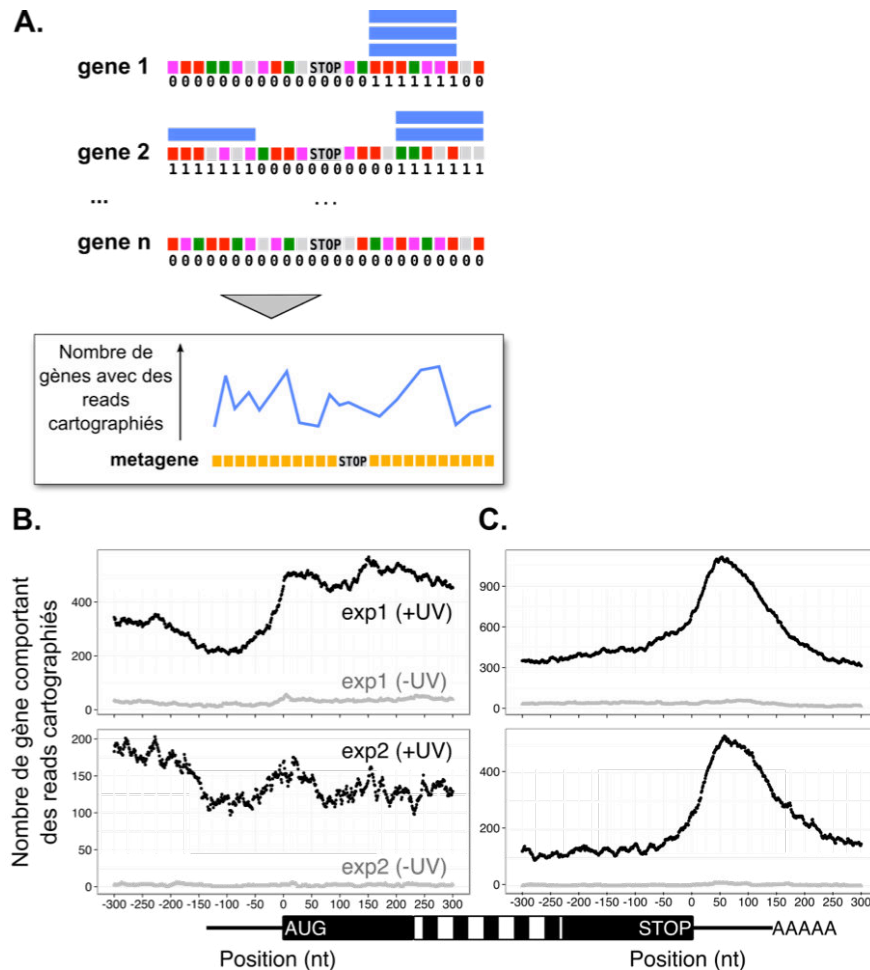 A.
gene 1
STOP
0000000000000000111111100
gene 2
STOP
1111111000000000001111111
... ...
gene n
STOP
0000000000000000000000000
Nombre de
gènes avec des
reads
cartographiés
metagene
STOP
B.
C.
Nombre de gène comportant
des reads cartographiés
400
200
0
exp1 (+UV)
exp1 (-UV)
900
600
300
0
200
150
100
50
0
exp2 (+UV)
exp2 (-UV)
400
200
0
-300 -250 -200 -150 -100 -50 0 50 100 150 200 250 300
-300 -250 -200 -150 -100 -50 0 50 100 150 200 250 300
AUG STOP AAAAA
Position (nt) Position (nt)